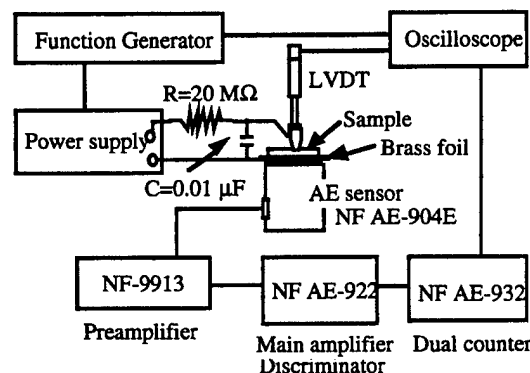 Function Generator
Oscilloscope
LVDT
R=20 MΩ
Power supply
Sample
Brass foil
C=0.01 μF
AE sensor
NF AE-904E
NF-9913
NF AE-922
NF AE-932
Preamplifier
Main amplifier
Discriminator
Dual counter